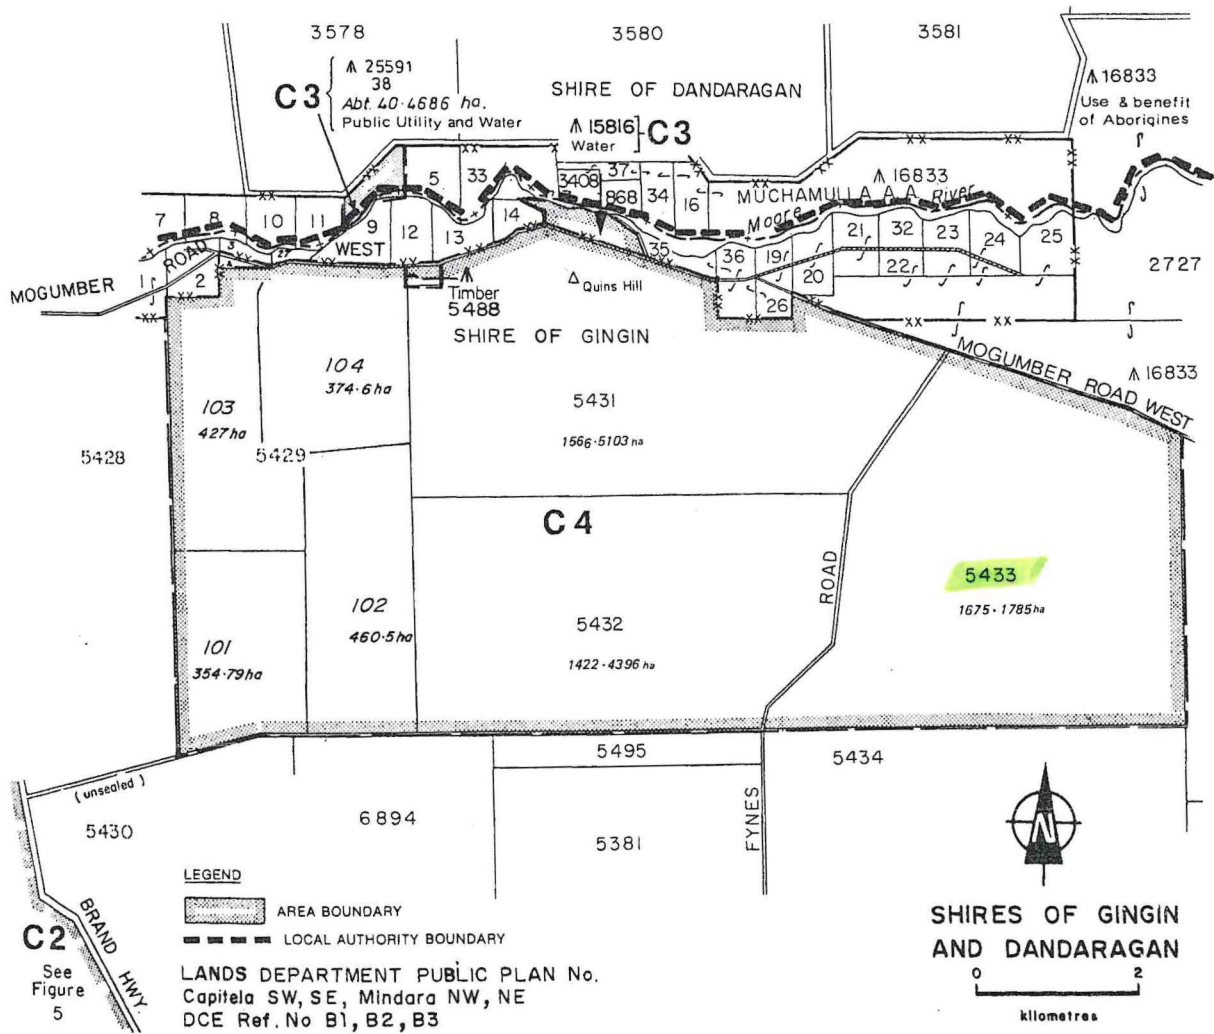 3578
3580
3581
25591
38
C3
Abt. 40·4686 ha.
Public Utility and Water
SHIRE OF DANDARAGAN
15816
Water
C3
16833
Use & benefit
of Aborigines
5
33
3408
37
868
34
16
MUCHAMULLA A.A.
16833
Moore River
7
8
10
11
9
12
13
14
35
36
19
20
21
32
23
24
25
22
26
2727
3
27
1
2
MOGUMBER ROAD WEST
Timber
5488
Quins Hill
SHIRE OF GINGIN
MOGUMBER ROAD WEST
16833
104
374·6 ha
103
427 ha
5431
1566·5103 ha
5428
5429
C4
102
460·5 ha
101
354·79 ha
5432
1422·4396 ha
ROAD
5433
1675·1785 ha
5495
5434
(unsealed)
5430
6894
5381
FYNES
N
BRAND HWY.
C2
See
Figure
5
LEGEND
AREA BOUNDARY
LOCAL AUTHORITY BOUNDARY
LANDS DEPARTMENT PUBLIC PLAN No.
Capitela SW, SE, Mindara NW, NE
DCE Ref. No B1, B2, B3
SHIRES OF GINGIN
AND DANDARAGAN
0 2
kilometres